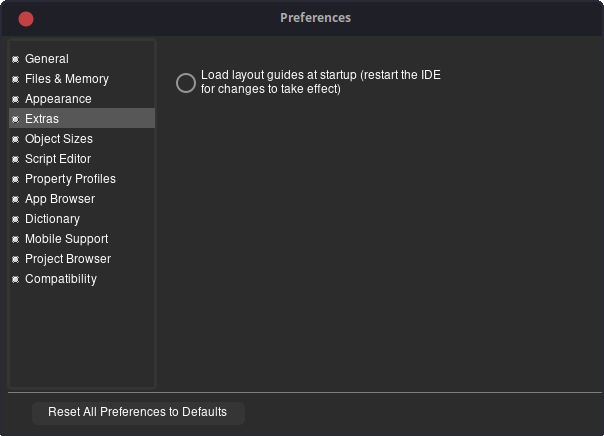 Preferences
General
Files & Memory
Appearance
Extras
Object Sizes
Script Editor
Property Profiles
App Browser
Dictionary
Mobile Support
Project Browser
Compatibility
Load layout guides at startup (restart the IDE
for changes to take effect)
Reset All Preferences to Defaults